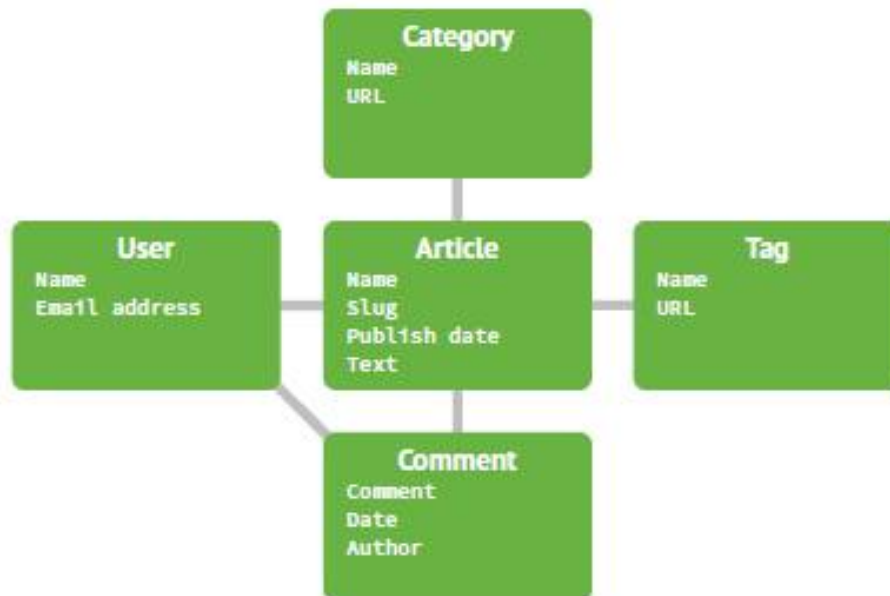 Category
Name
URL
User
Name
Email address
Article
Name
Slug
Publish date
Text
Tag
Name
URL
Comment
Comment
Date
Author